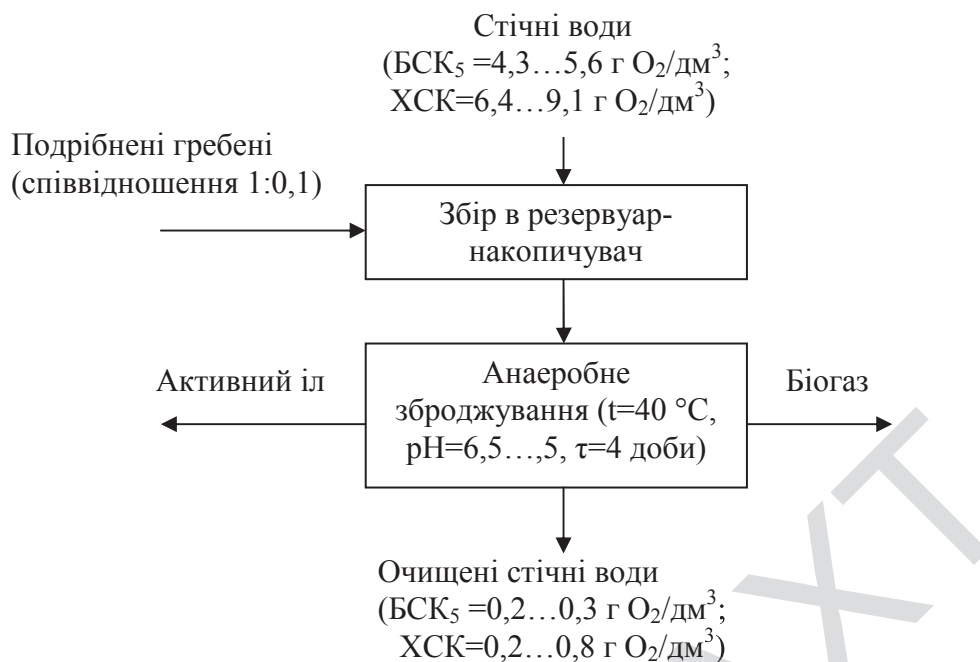 Стічні води
(БСК₅ =4,3…5,6 г О₂/дм³;
ХСК=6,4…9,1 г О₂/дм³)
Подрібнені гребені
(співвідношення 1:0,1)
Збір в резервуар-
накопичувач
Активний іл
Анаеробне
зброджування (t=40 °С,
рН=6,5…,5, τ=4 доби)
Біогаз
Очищені стічні води
(БСК₅ =0,2…0,3 г О₂/дм³;
ХСК=0,2…0,8 г О₂/дм³)
ХТ